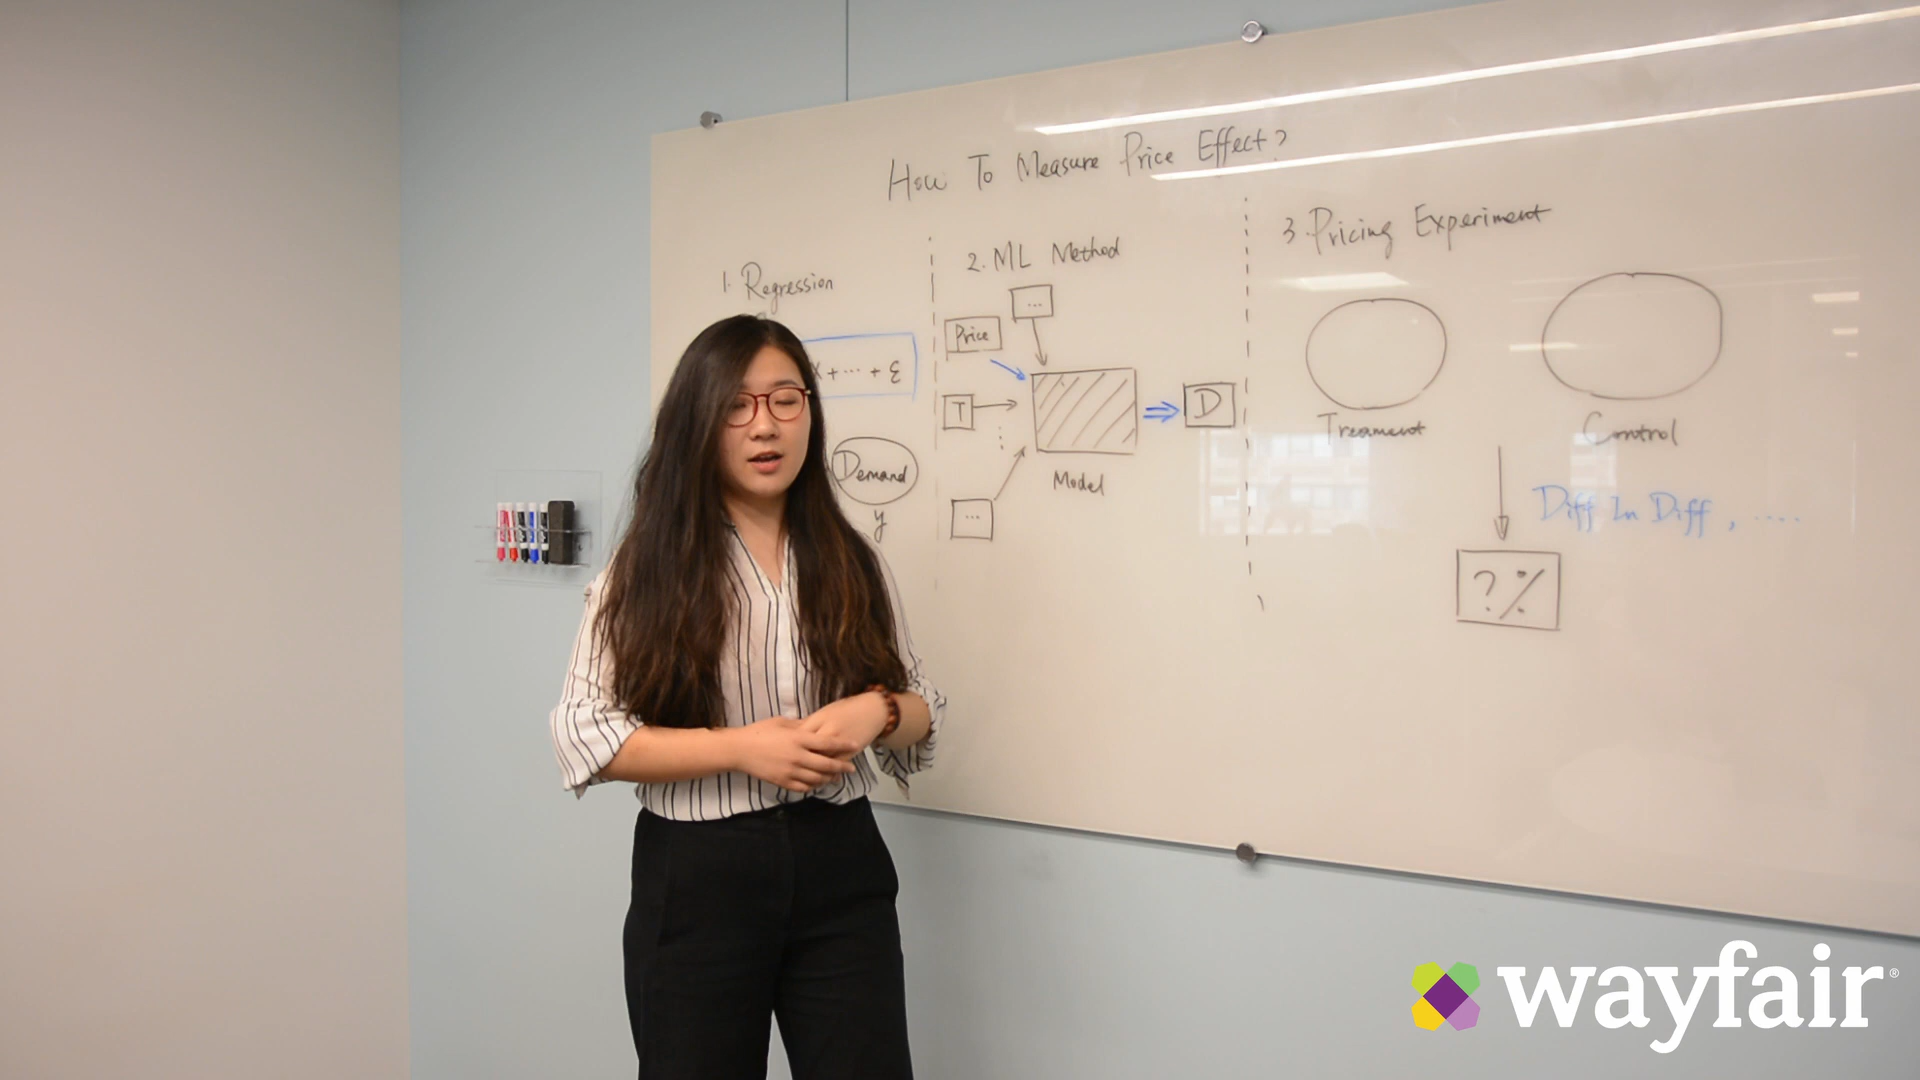 How To Measure Price Effect?
1. Regression
X + ··· + ε
Demand
y
2. ML Method
...
Price
T
...
Model
D
3. Pricing Experiment
Treament
Control
Diff In Diff, ....
? %
wayfair®